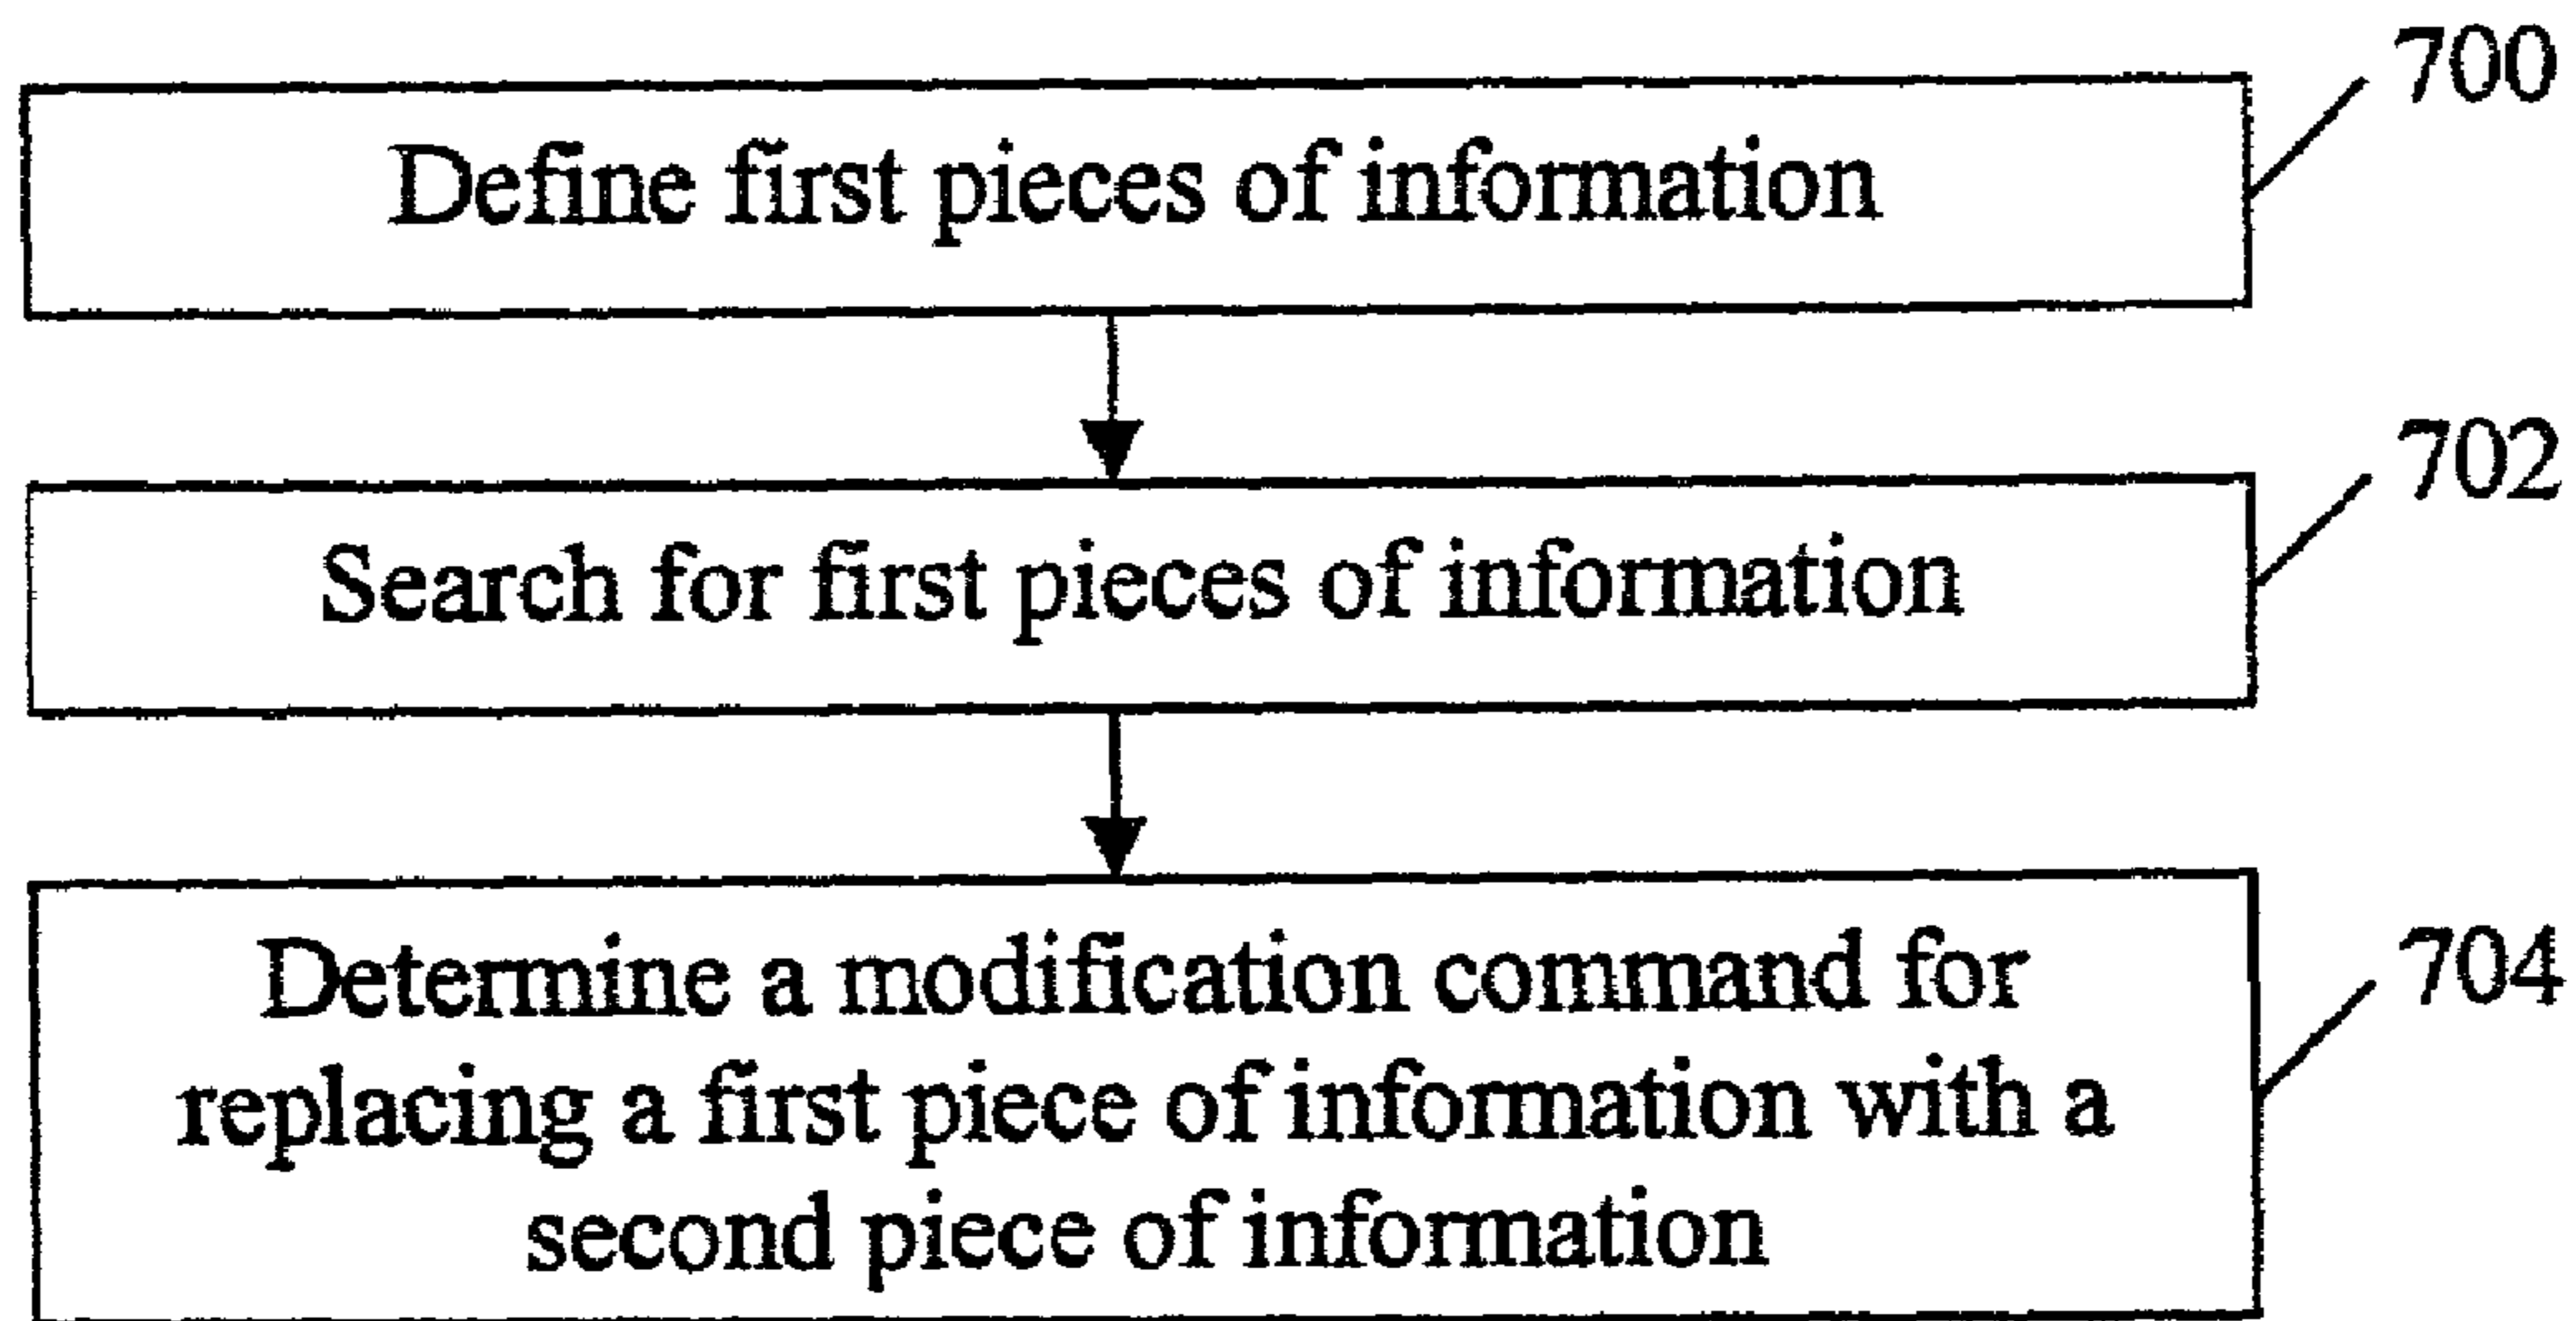 700
Define first pieces of information
702
Search for first pieces of information
704
Determine a modification command for
replacing a first piece of information with a
second piece of information